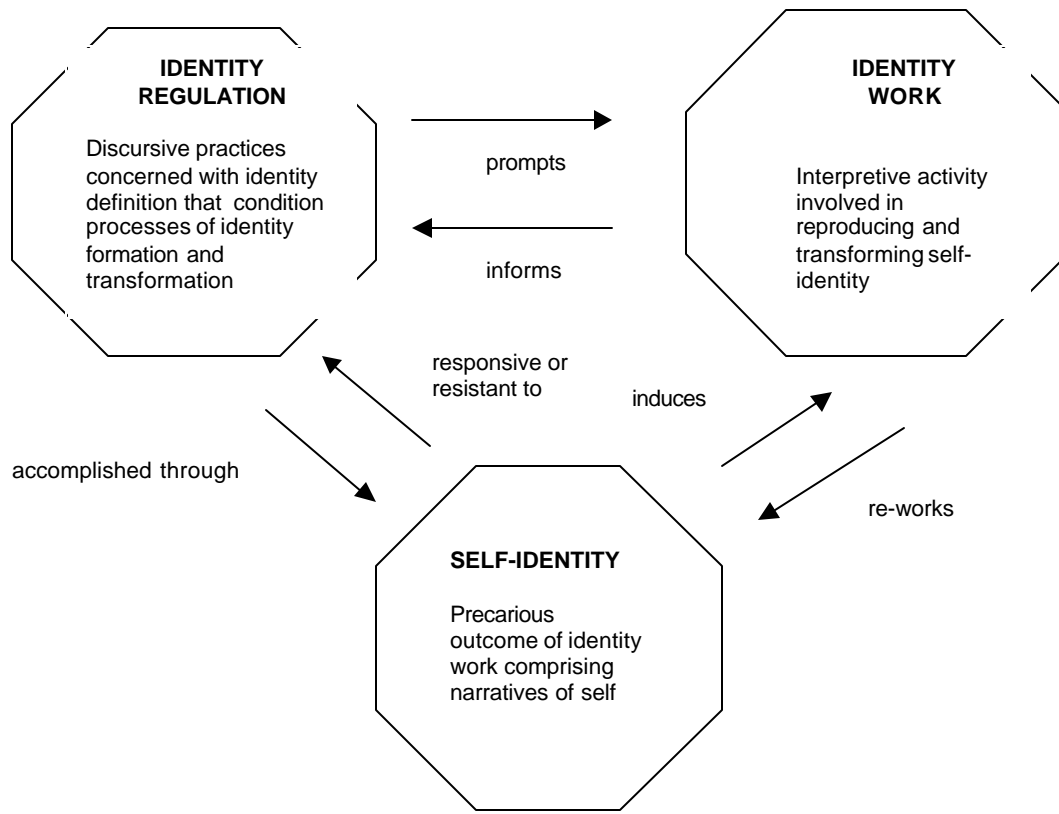 IDENTITY
REGULATION
Discursive practices
concerned with identity
definition that condition
processes of identity
formation and
transformation
prompts
informs
IDENTITY
WORK
Interpretive activity
involved in
reproducing and
transforming self-
identity
responsive or
resistant to
induces
accomplished through
re-works
SELF-IDENTITY
Precarious
outcome of identity
work comprising
narratives of self